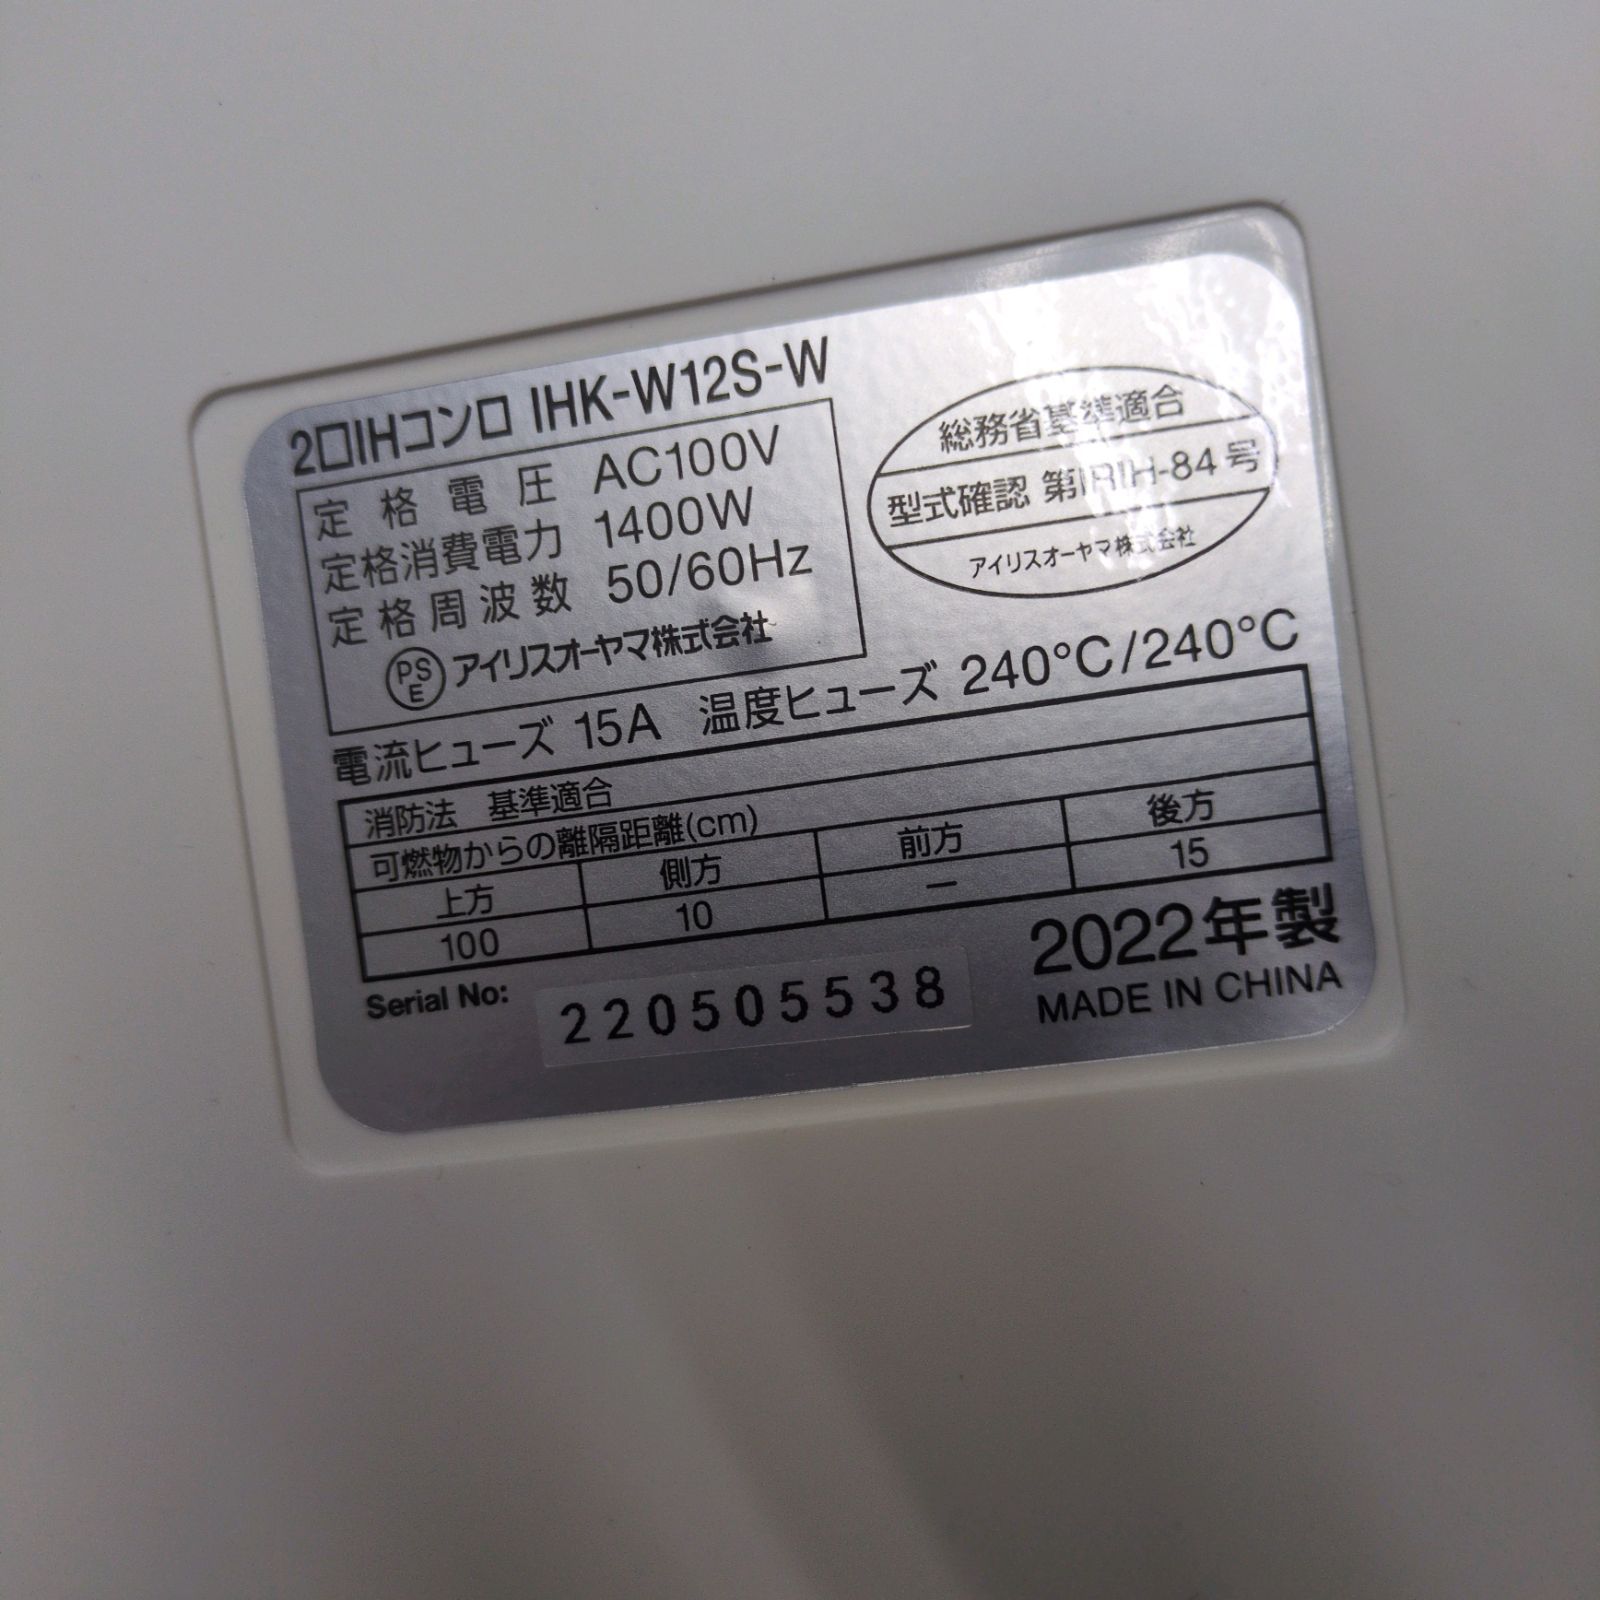 2口IHコンロ IHK-W12S-W
定格電圧 AC100V
定格消費電力 1400W
定格周波数 50/60Hz
PSE アイリスオーヤマ株式会社
総務省基準適合
型式確認 第IRIH-84号
アイリスオーヤマ株式会社
電流ヒューズ 15A 温度ヒューズ 240°C/240°C
消防法 基準適合
可燃物からの離隔距離(cm)
上方 側方 前方 後方
100 10 ー 15
2022年製
MADE IN CHINA
Serial No: 220505538